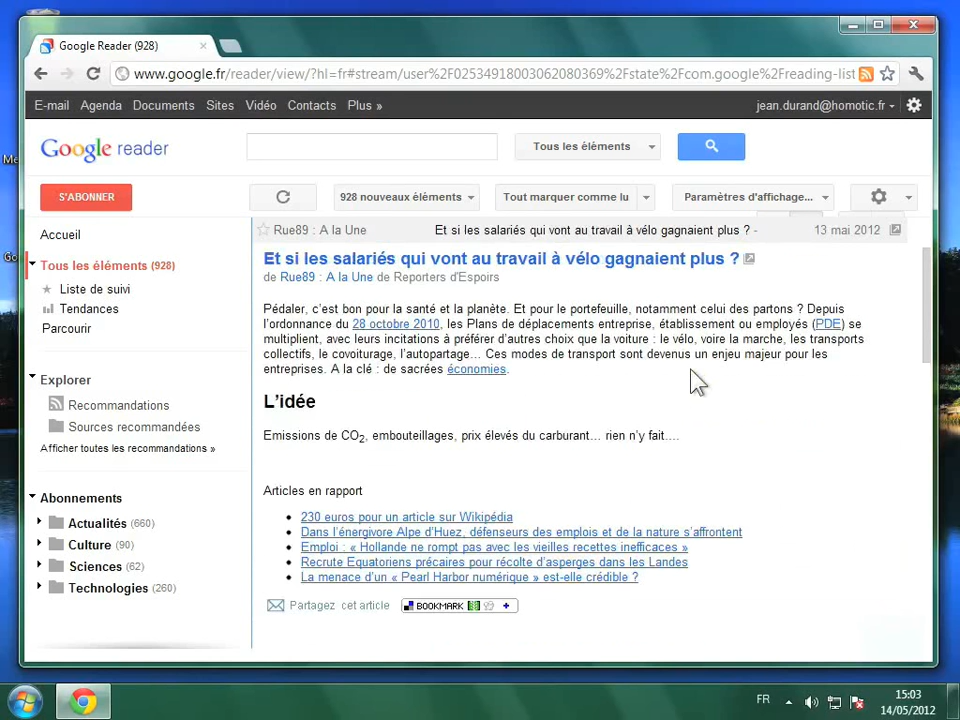 Google Reader (928)
www.google.fr/reader/view/?hl=fr#stream/user%2F02534918003062080369%2Fstate%2Fcom.google%2Freading-list
E-mail Agenda Documents Sites Vidéo Contacts Plus »
jean.durand@homotic.fr
Google reader
Tous les éléments
S'ABONNER
928 nouveaux éléments
Tout marquer comme lu
Paramètres d'affichage...
Accueil
Tous les éléments (928)
Liste de suivi
Tendances
Parcourir
Explorer
Recommandations
Sources recommandées
Afficher toutes les recommandations »
Abonnements
Actualités (660)
Culture (90)
Sciences (62)
Technologies (260)
Rue89 : A la Une Et si les salariés qui vont au travail à vélo gagnaient plus ? - 13 mai 2012
Et si les salariés qui vont au travail à vélo gagnaient plus ?
de Rue89 : A la Une de Reporters d'Espoirs
Pédaler, c'est bon pour la santé et la planète. Et pour le portefeuille, notamment celui des partons ? Depuis
l'ordonnance du 28 octobre 2010, les Plans de déplacements entreprise, établissement ou employés (PDE) se
multiplient, avec leurs incitations à préférer d'autres choix que la voiture : le vélo, voire la marche, les transports
collectifs, le covoiturage, l'autopartage… Ces modes de transport sont devenus un enjeu majeur pour les
entreprises. A la clé : de sacrées économies.
L'idée
Emissions de CO2, embouteillages, prix élevés du carburant… rien n'y fait….
Articles en rapport
230 euros pour un article sur Wikipédia
Dans l'énergivore Alpe d'Huez, défenseurs des emplois et de la nature s'affrontent
Emploi : « Hollande ne rompt pas avec les vieilles recettes inefficaces »
Recrute Equatoriens précaires pour récolte d'asperges dans les Landes
La menace d'un « Pearl Harbor numérique » est-elle crédible ?
Partagez cet article
BOOKMARK
FR
15:03
14/05/2012